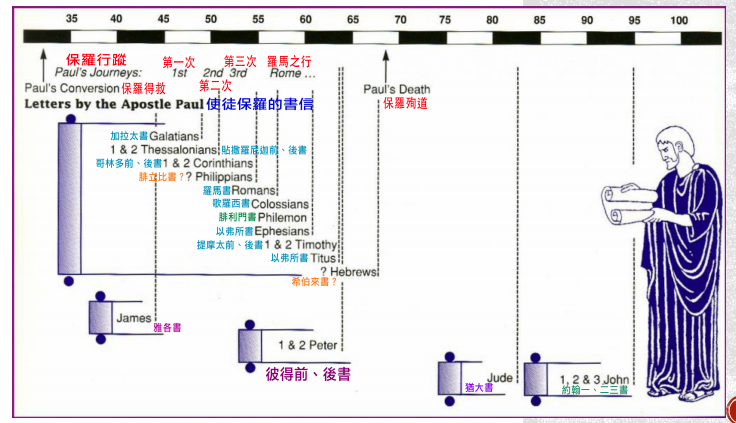 35 40 45 50 55 60 65 70 75 80 85 90 95 100
保羅行蹤 第一次 第三次 羅馬之行
Paul's Journeys: 1st 2nd 3rd Rome ...
Paul's Conversion 保羅得救 第二次 Paul's Death
Letters by the Apostle Paul 使徒保羅的書信 保羅殉道
加拉太書 Galatians
1 & 2 Thessalonians 貼撒羅尼迦前、後書
哥林多前、後書 1 & 2 Corinthians
腓立比書? ? Philippians
羅馬書 Romans
歌羅西書 Colossians
腓利門書 Philemon
以弗所書 Ephesians
提摩太前、後書 1 & 2 Timothy
以弗所書 Titus
? Hebrews
希伯來書?
James
雅各書
1 & 2 Peter
彼得前、後書
Jude
猶大書
1, 2 & 3 John
約翰一、二三書